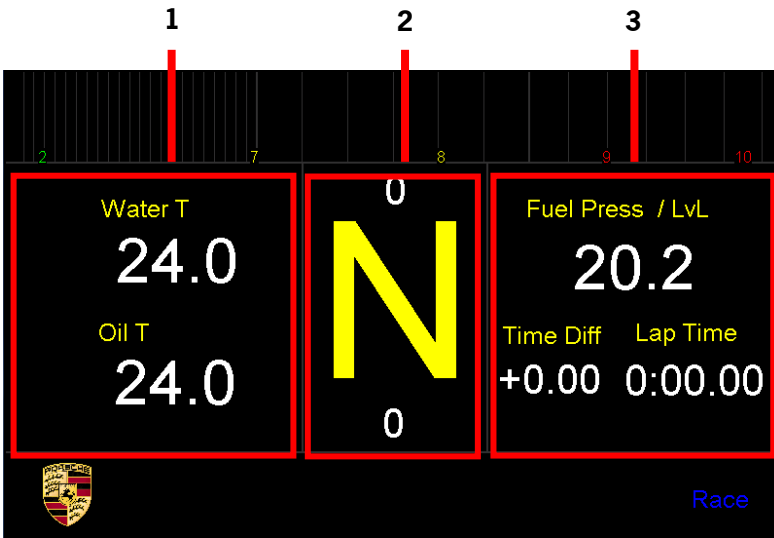 1 2 3
2 7 8 9 10
Water T
24.0
Oil T
24.0
0
N
0
Fuel Press / LvL
20.2
Time Diff Lap Time
+0.00 0:00.00
PORSCHE
Race